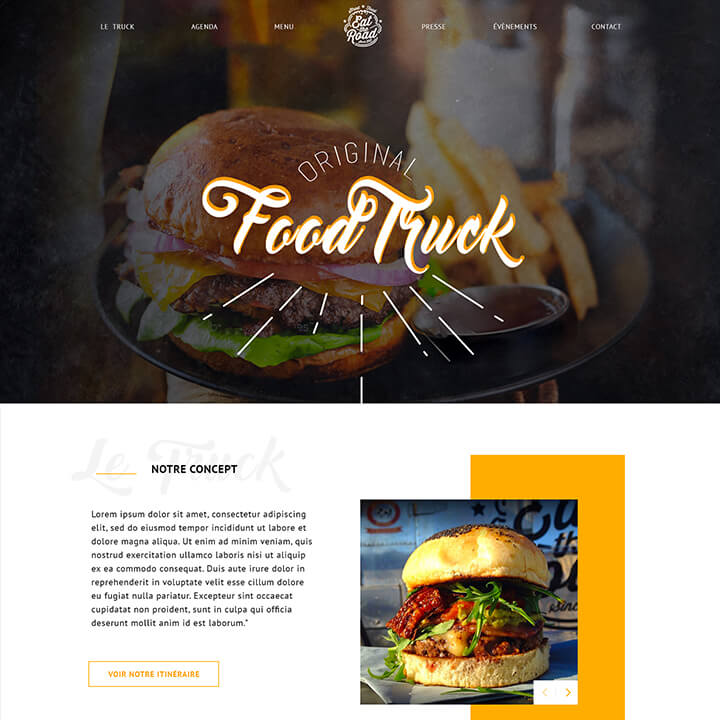 LE TRUCK
AGENDA
MENU
Eat
the
Road
PRESSE
ÉVÈNEMENTS
CONTACT
ORIGINAL
Food Truck
Le Truck
NOTRE CONCEPT
Lorem ipsum dolor sit amet, consectetur adipiscing
elit, sed do eiusmod tempor incididunt ut labore et
dolore magna aliqua. Ut enim ad minim veniam, quis
nostrud exercitation ullamco laboris nisi ut aliquip
ex ea commodo consequat. Duis aute irure dolor in
reprehenderit in voluptate velit esse cillum dolore
eu fugiat nulla pariatur. Excepteur sint occaecat
cupidatat non proident, sunt in culpa qui officia
deserunt mollit anim id est laborum."
VOIR NOTRE ITINÉRAIRE